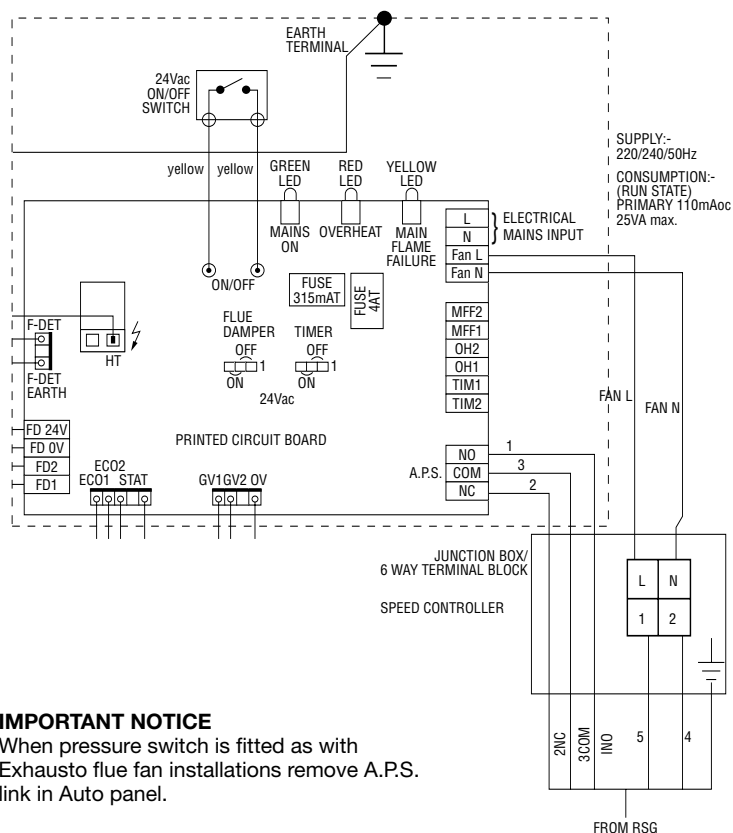 EARTH
TERMINAL
24Vac
ON/OFF
SWITCH
SUPPLY:-
220/240/50Hz
CONSUMPTION:-
(RUN STATE)
PRIMARY 110mAoc
25VA max.
yellow yellow
GREEN
LED
RED
LED
YELLOW
LED
MAINS
ON
OVERHEAT
MAIN
FLAME
FAILURE
L
N
ELECTRICAL
MAINS INPUT
Fan L
Fan N
ON/OFF
FUSE
315mAT
FUSE
4AT
MFF2
MFF1
OH2
OH1
TIM1
TIM2
F-DET
F-DET
EARTH
HT
FLUE
DAMPER
OFF
1
ON
TIMER
OFF
1
ON
24Vac
FAN L
FAN N
FD 24V
FD 0V
FD2
FD1
PRINTED CIRCUIT BOARD
ECO2
ECO1 STAT
GV1GV2 OV
A.P.S.
NO
COM
NC
1
3
2
JUNCTION BOX/
6 WAY TERMINAL BLOCK
SPEED CONTROLLER
L N
1 2
2NC
3COM
INO
5
4
FROM RSG
IMPORTANT NOTICE
When pressure switch is fitted as with
Exhausto flue fan installations remove A.P.S.
link in Auto panel.